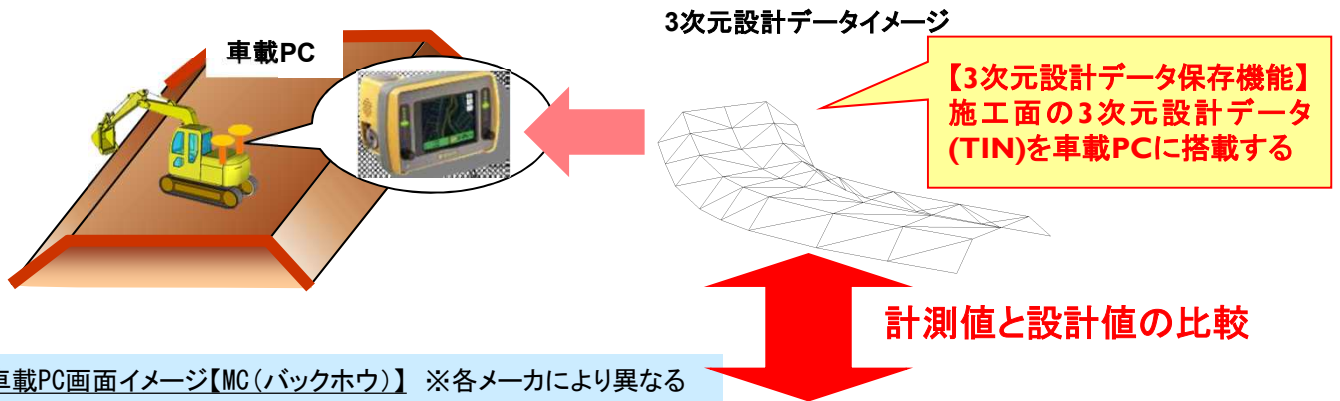 3次元設計データイメージ
車載PC
【3次元設計データ保存機能】
施工面の3次元設計データ
(TIN)を車載PCに搭載する
計測値と設計値の比較
車載PC画面イメージ【MC(バックホウ)】 ※各メーカにより異なる